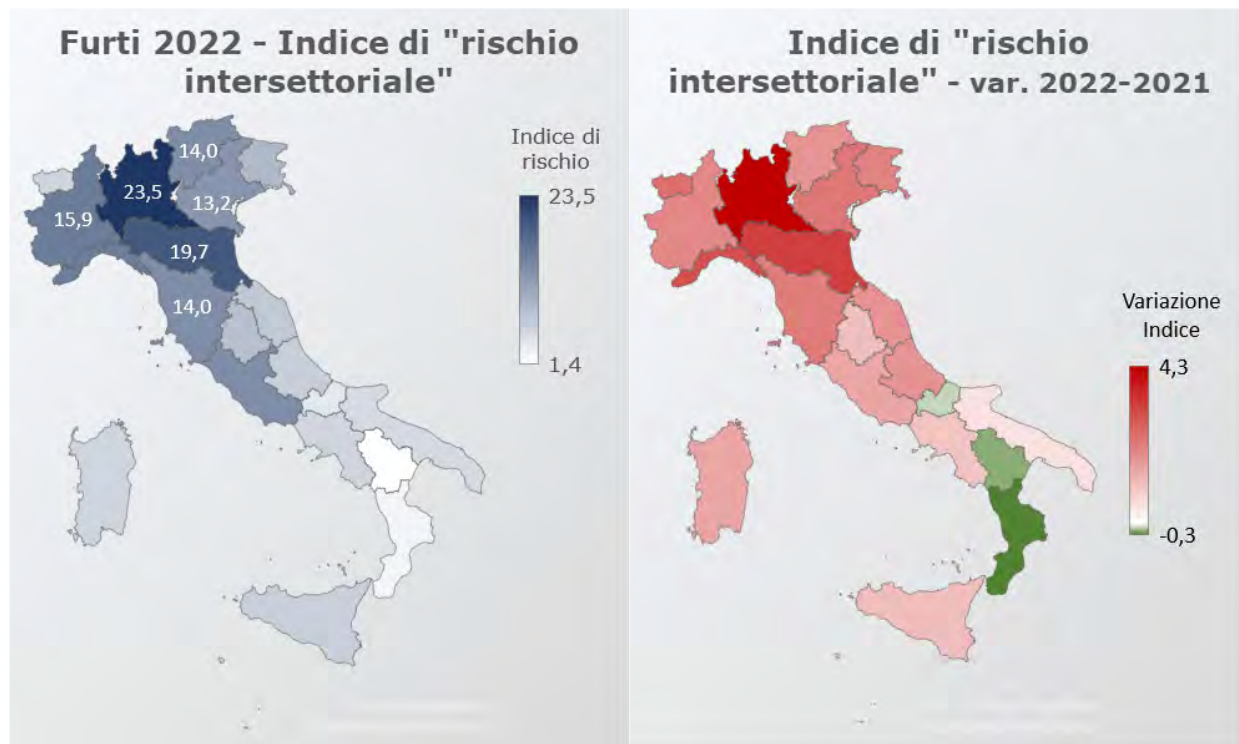 Furti 2022 - Indice di "rischio
intersettoriale"
Indice di
rischio
23,5
1,4
14,0
23,5
13,2
15,9
19,7
14,0
Indice di "rischio
intersettoriale" - var. 2022-2021
Variazione
Indice
4,3
-0,3